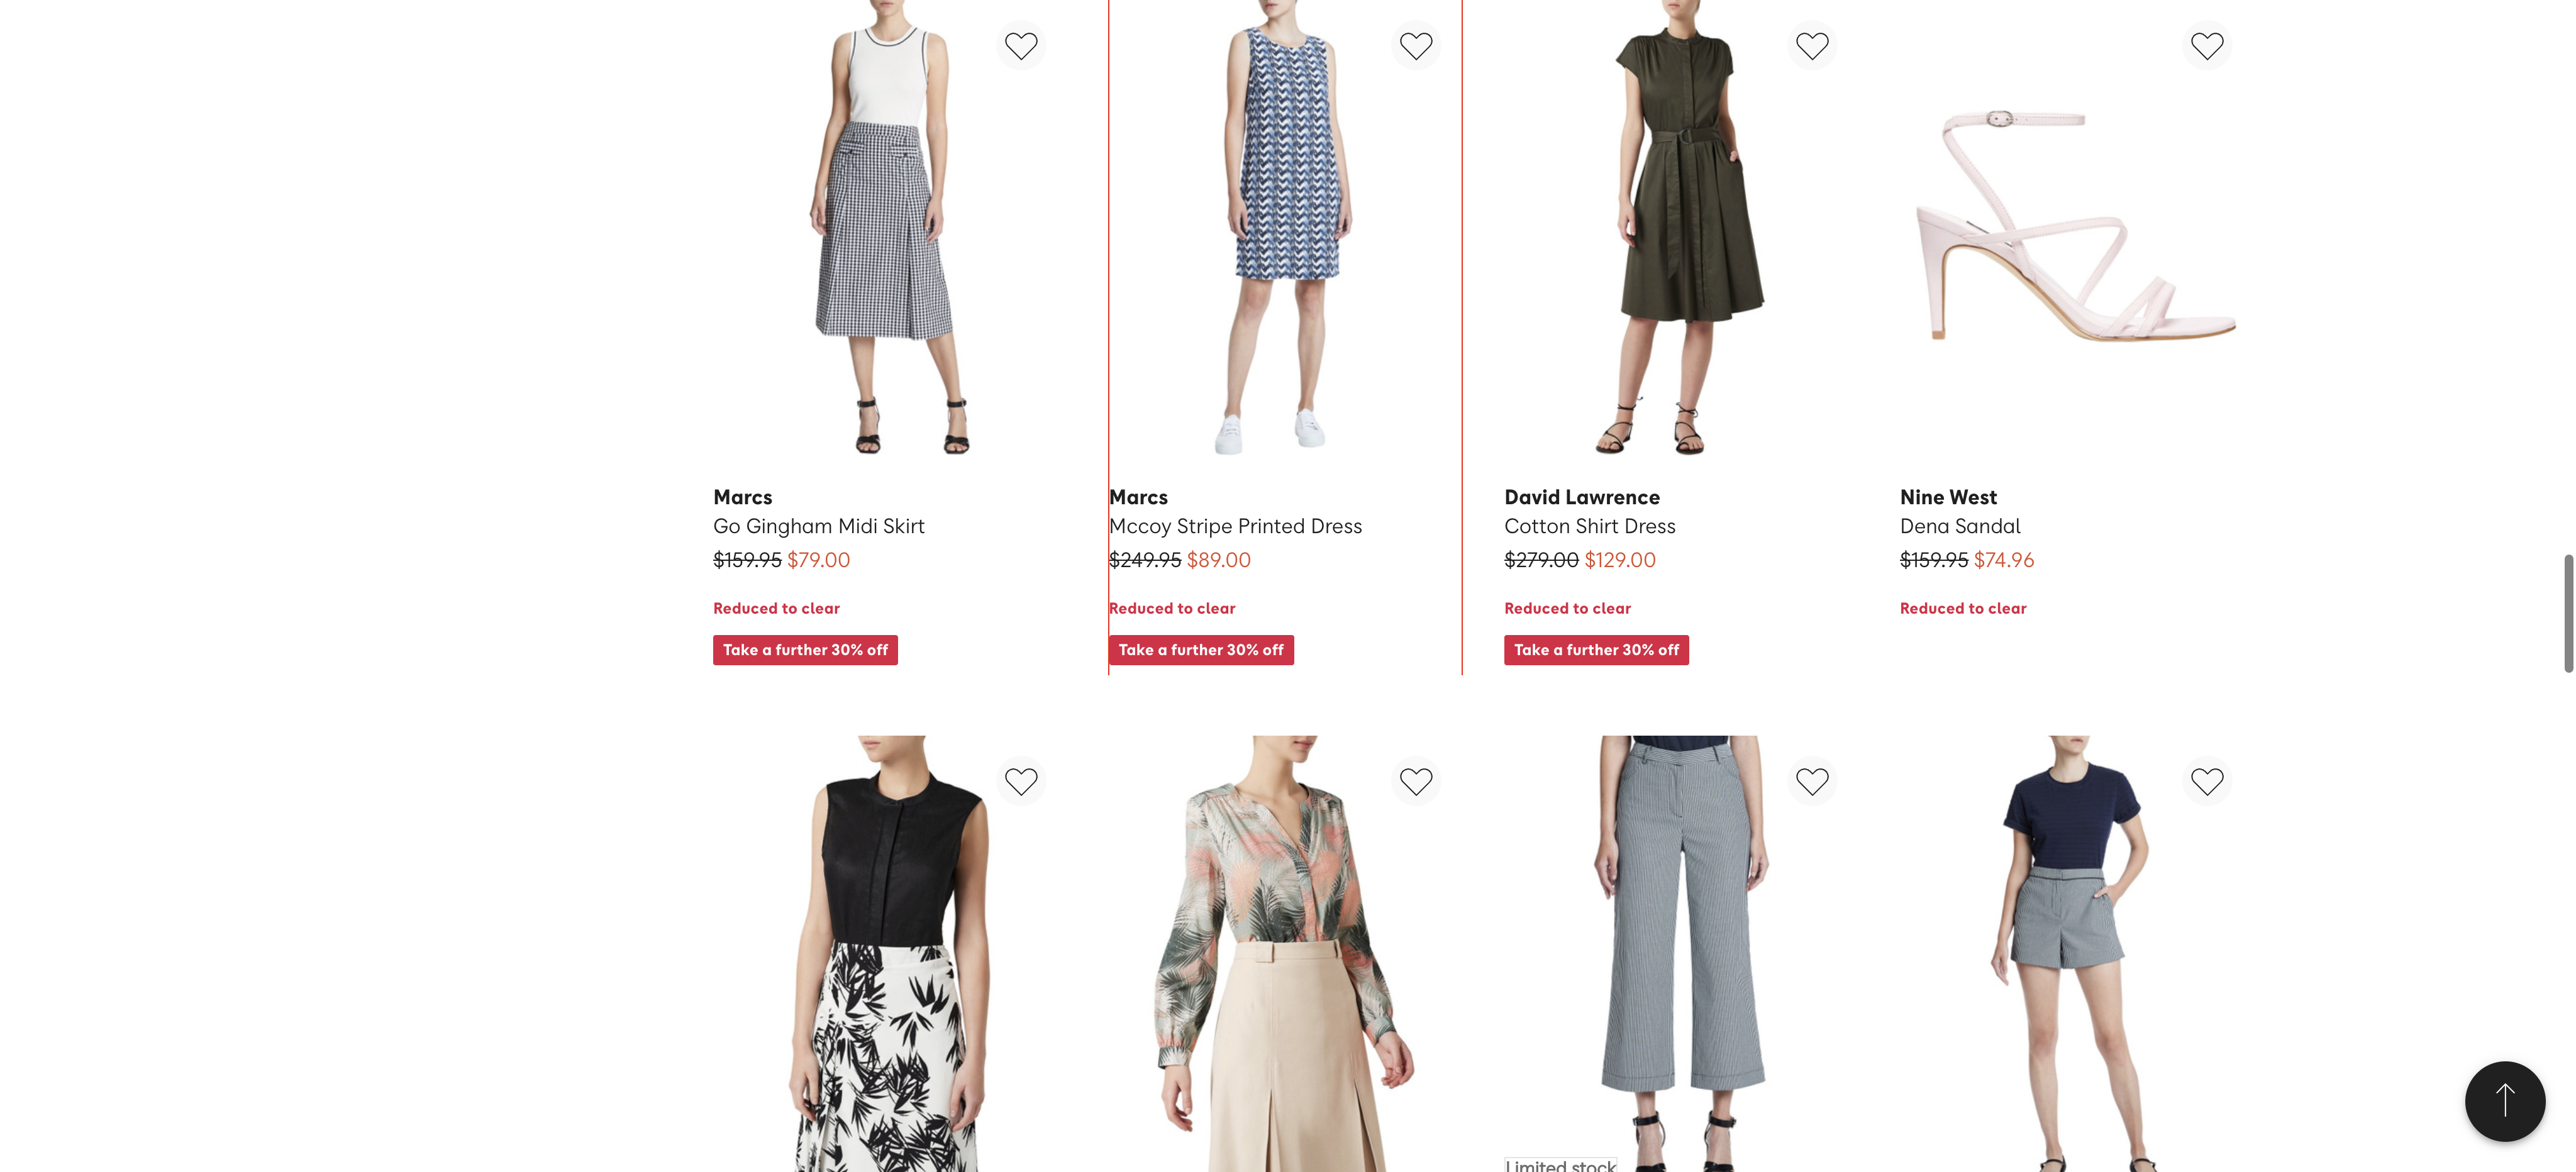 Marcs
Go Gingham Midi Skirt
$159.95 $79.00
Reduced to clear
Take a further 30% off
Marcs
Mccoy Stripe Printed Dress
$249.95 $89.00
Reduced to clear
Take a further 30% off
David Lawrence
Cotton Shirt Dress
$279.00 $129.00
Reduced to clear
Take a further 30% off
Nine West
Dena Sandal
$159.95 $74.96
Reduced to clear
Limited stock